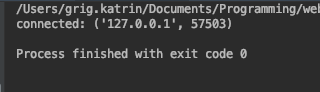 /Users/grig.katrin/Documents/Programming/web
connected: ('127.0.0.1', 57503)
Process finished with exit code 0